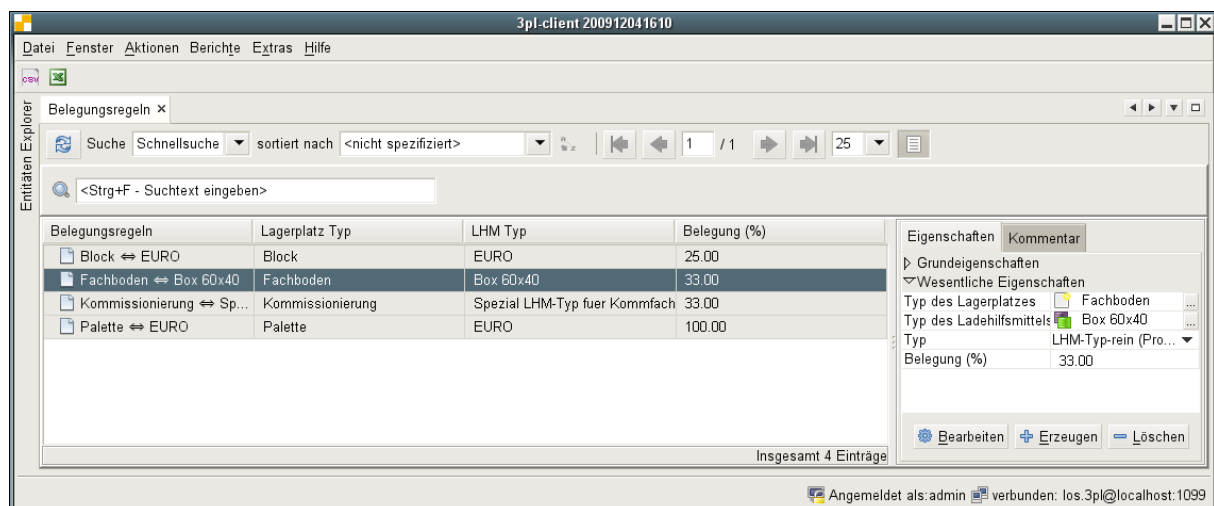 3pl-client 200912041610
Datei Fenster Aktionen Berichte Extras Hilfe
CSV
Entitäten Explorer
Belegungsregeln ×
Suche Schnellsuche sortiert nach <nicht spezifiziert> 1 / 1 25
<Strg+F - Suchtext eingeben>
Belegungsregeln Lagerplatz Typ LHM Typ Belegung (%)
Block ⇔ EURO Block EURO 25.00
Fachboden ⇔ Box 60x40 Fachboden Box 60x40 33.00
Kommissionierung ⇔ Sp... Kommissionierung Spezial LHM-Typ fuer Kommfach 33.00
Palette ⇔ EURO Palette EURO 100.00
Insgesamt 4 Einträge
Eigenschaften Kommentar
Grundeigenschaften
Wesentliche Eigenschaften
Typ des Lagerplatzes Fachboden ...
Typ des Ladehilfsmittels Box 60x40 ...
Typ LHM-Typ-rein (Pro...
Belegung (%) 33.00
Bearbeiten Erzeugen Löschen
Angemeldet als:admin verbunden: los.3pl@localhost:1099